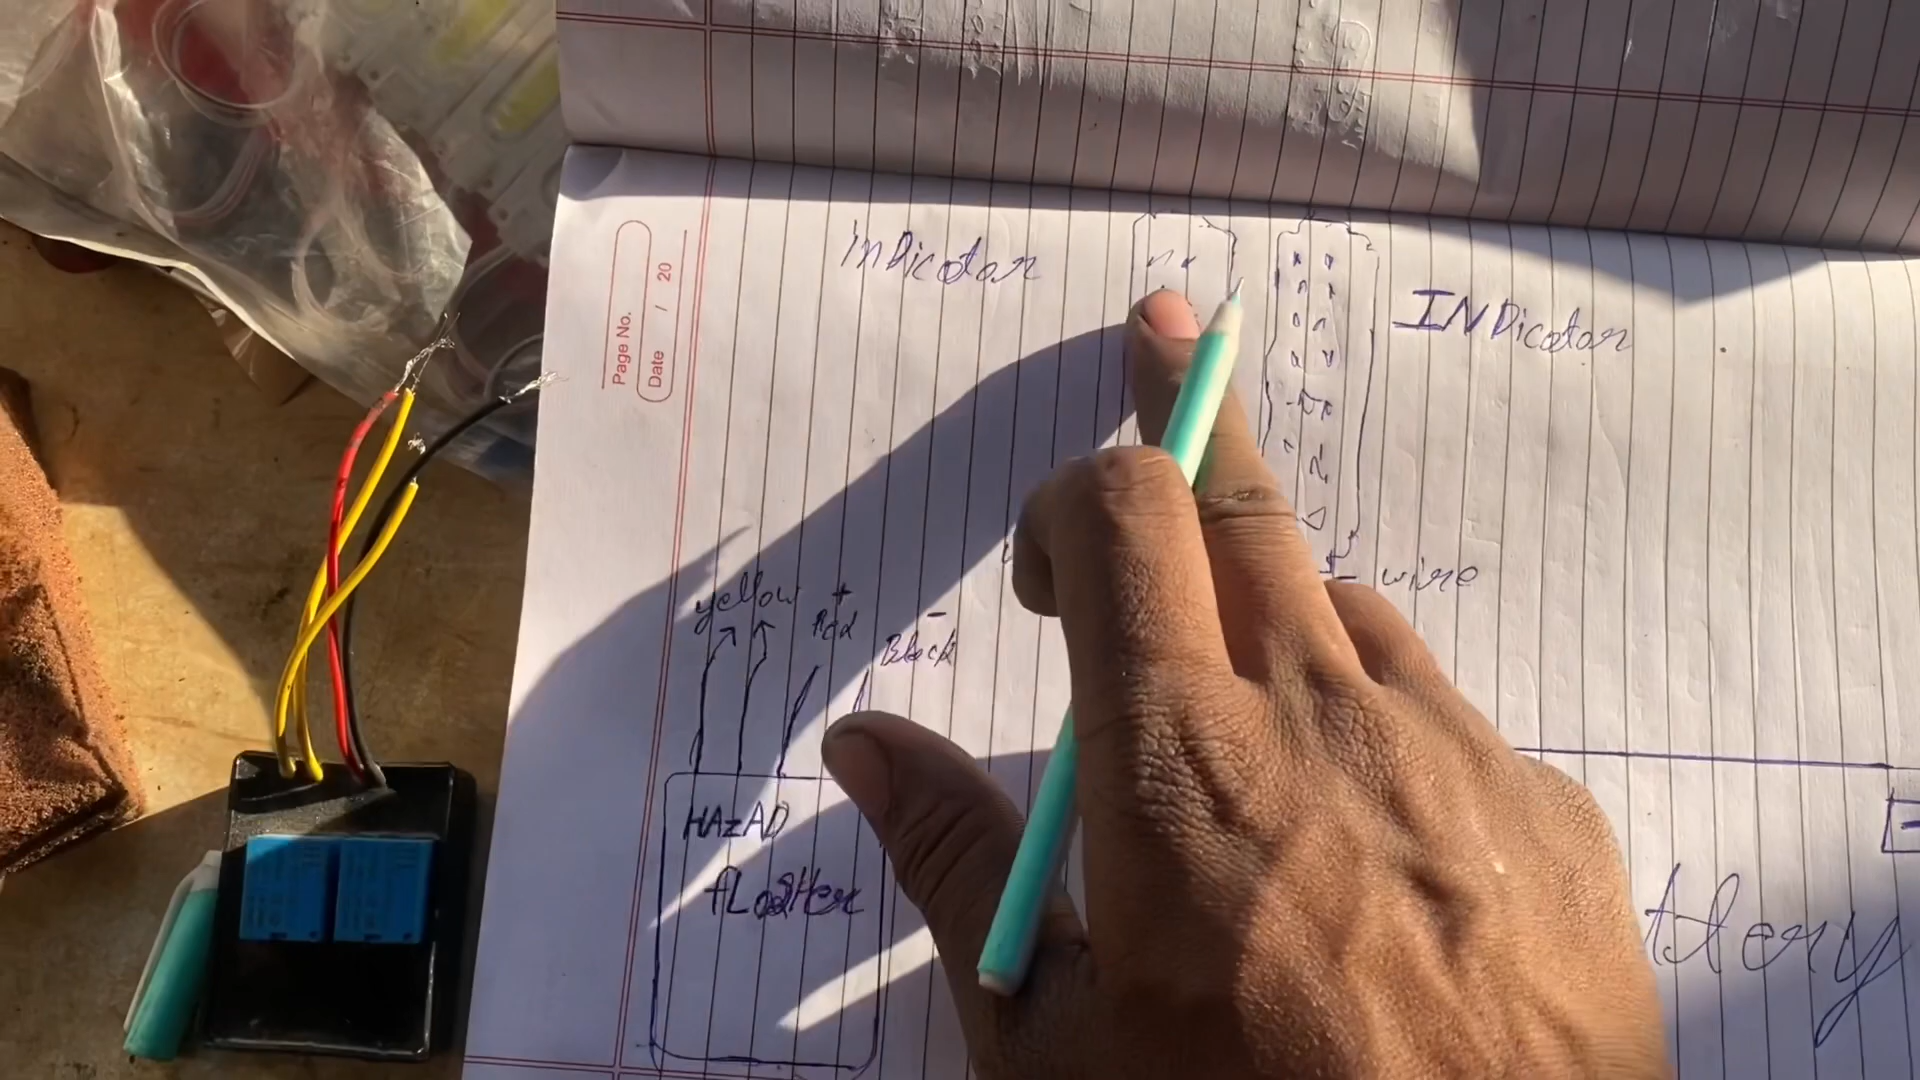 Page No.
Date / 20
inDicator
INDicator
yellow
+
Red
-
Black
wire
HAzAD
fLasHer
ttery